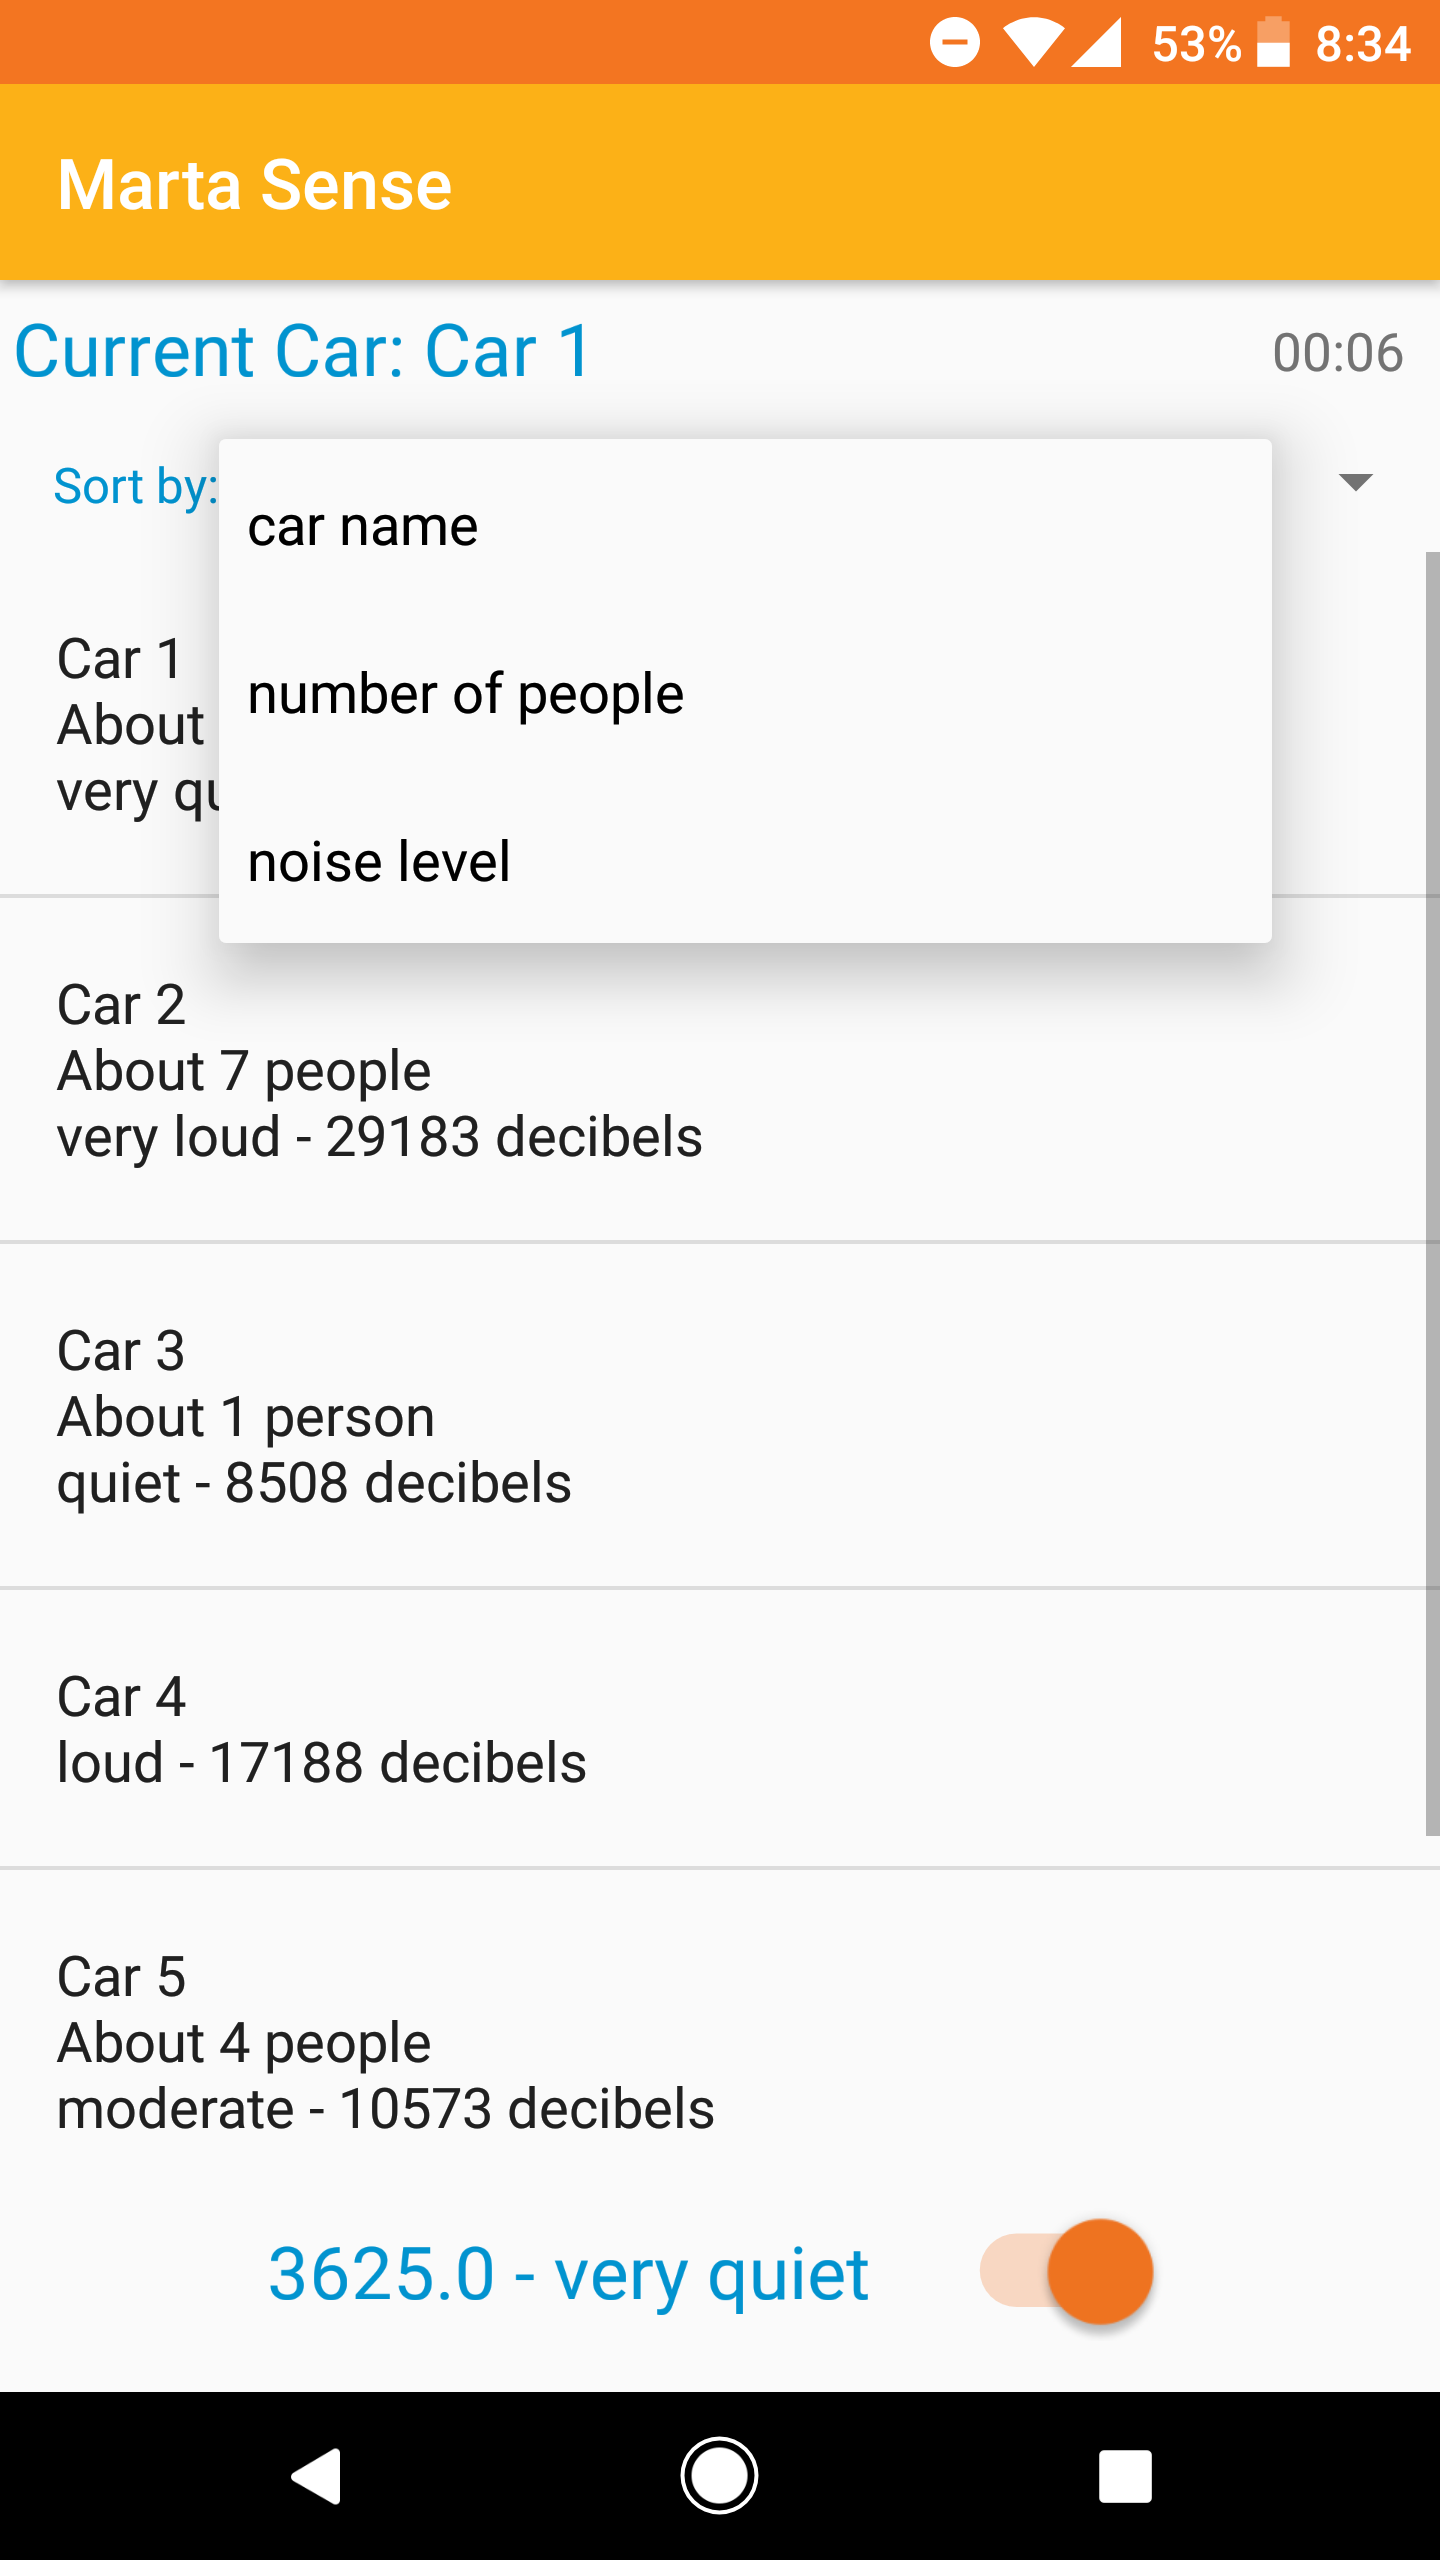 53% 8:34
Marta Sense
Current Car: Car 1 00:06
Sort by:
car name
number of people
noise level
Car 1
About
very
Car 2
About 7 people
very loud - 29183 decibels
Car 3
About 1 person
quiet - 8508 decibels
Car 4
loud - 17188 decibels
Car 5
About 4 people
moderate - 10573 decibels
3625.0 - very quiet